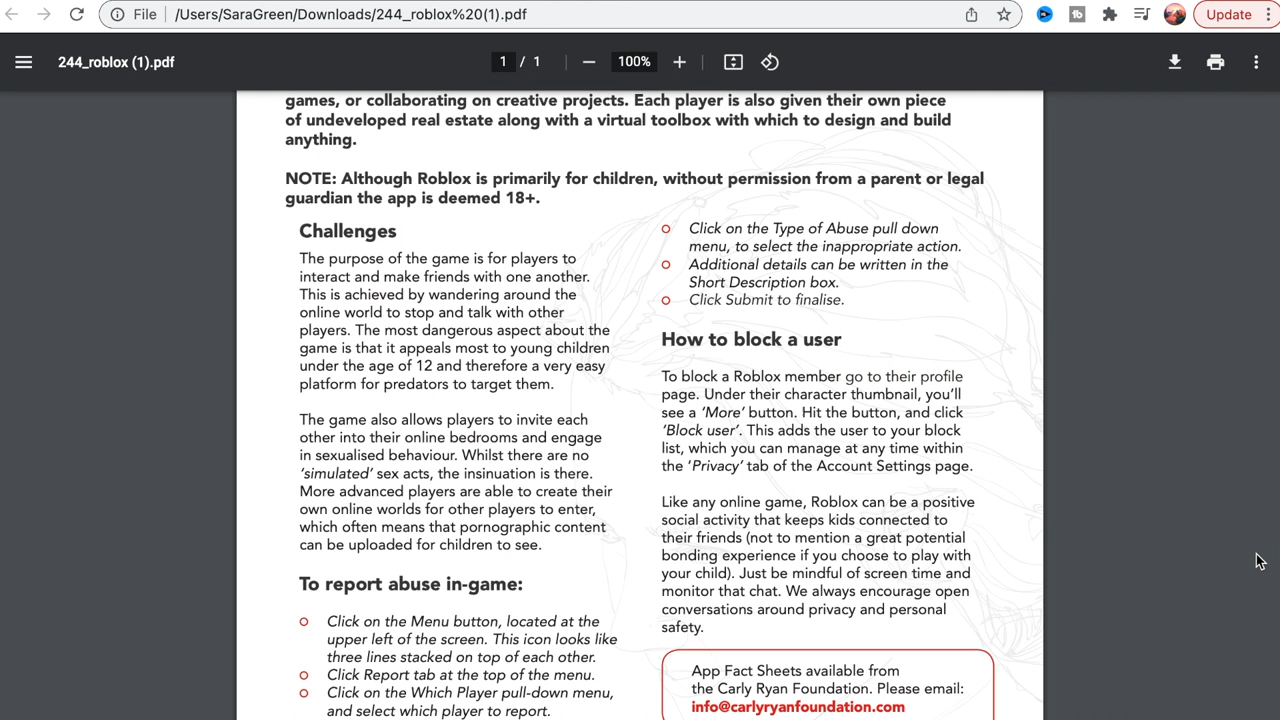 File
/Users/SaraGreen/Downloads/244_roblox%20(1).pdf
Update
244_roblox (1).pdf
1 / 1
100%
games, or collaborating on creative projects. Each player is also given their own piece
of undeveloped real estate along with a virtual toolbox with which to design and build
anything.
NOTE: Although Roblox is primarily for children, without permission from a parent or legal
guardian the app is deemed 18+.
Challenges
The purpose of the game is for players to
interact and make friends with one another.
This is achieved by wandering around the
online world to stop and talk with other
players. The most dangerous aspect about the
game is that it appeals most to young children
under the age of 12 and therefore a very easy
platform for predators to target them.
The game also allows players to invite each
other into their online bedrooms and engage
in sexualised behaviour. Whilst there are no
'simulated' sex acts, the insinuation is there.
More advanced players are able to create their
own online worlds for other players to enter,
which often means that pornographic content
can be uploaded for children to see.
To report abuse in-game:
Click on the Menu button, located at the
upper left of the screen. This icon looks like
three lines stacked on top of each other.
Click Report tab at the top of the menu.
Click on the Which Player pull-down menu,
and select which player to report.
Click on the Type of Abuse pull down
menu, to select the inappropriate action.
Additional details can be written in the
Short Description box.
Click Submit to finalise.
How to block a user
To block a Roblox member go to their profile
page. Under their character thumbnail, you'll
see a 'More' button. Hit the button, and click
'Block user'. This adds the user to your block
list, which you can manage at any time within
the 'Privacy' tab of the Account Settings page.
Like any online game, Roblox can be a positive
social activity that keeps kids connected to
their friends (not to mention a great potential
bonding experience if you choose to play with
your child). Just be mindful of screen time and
monitor that chat. We always encourage open
conversations around privacy and personal
safety.
App Fact Sheets available from
the Carly Ryan Foundation. Please email:
info@carlyryanfoundation.com